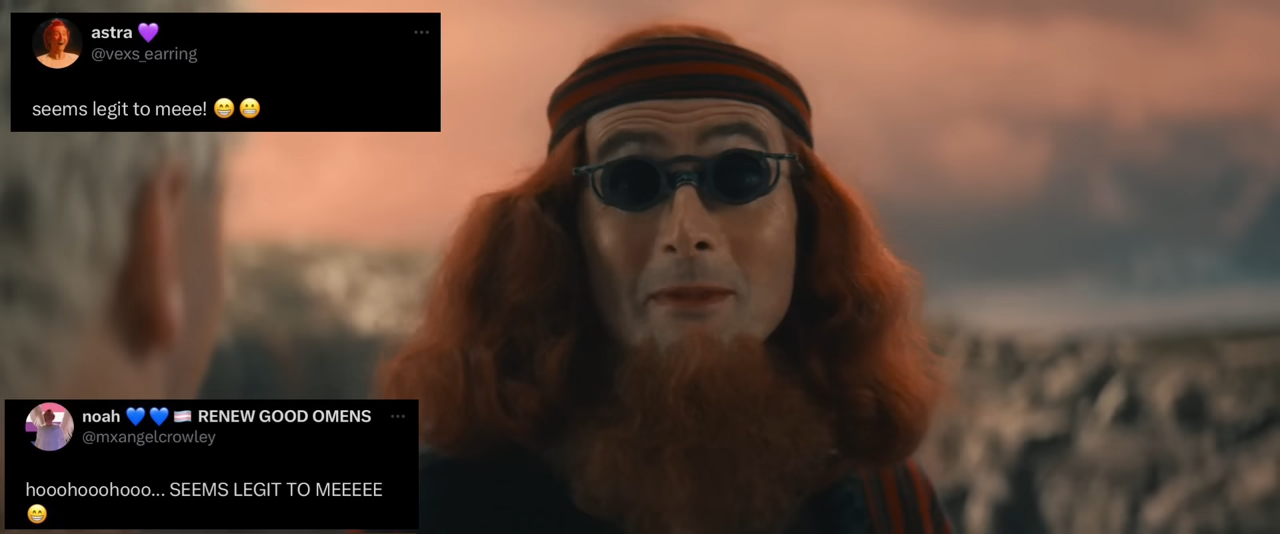 astra 💜
@vexs_earring
seems legit to meee! 😁😬
noah 💙💙🏳️‍⚧️ RENEW GOOD OMENS
@mxangelcrowley
hooohooohooo... SEEMS LEGIT TO MEEEEE
😁